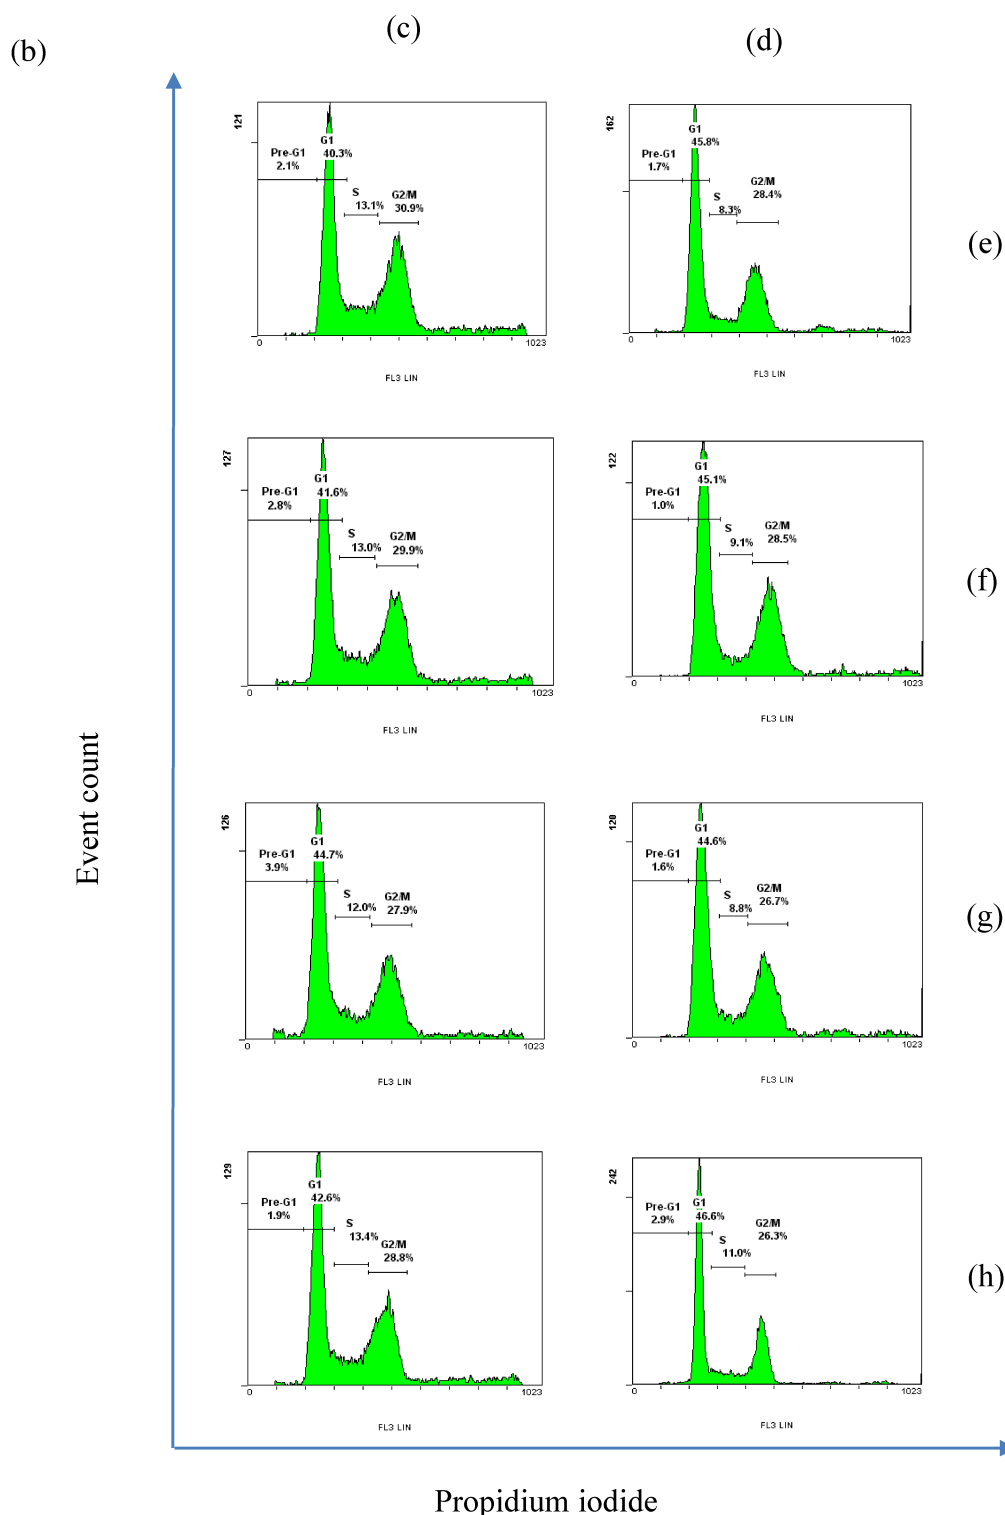 (b)
(c)
(d)
121
G1
40.3%
Pre-G1
2.1%
S
13.1%
G2/M
30.9%
0
1023
FL3 LIN
162
G1
45.8%
Pre-G1
1.7%
S
8.3%
G2/M
28.4%
0
1023
FL3 LIN
(e)
127
G1
41.6%
Pre-G1
2.8%
S
13.0%
G2/M
29.9%
0
1023
FL3 LIN
122
G1
45.1%
Pre-G1
1.0%
S
9.1%
G2/M
28.5%
0
1023
FL3 LIN
(f)
Event count
126
G1
44.7%
Pre-G1
3.9%
S
12.0%
G2/M
27.9%
0
1023
FL3 LIN
128
G1
44.6%
Pre-G1
1.6%
S
8.8%
G2/M
26.7%
0
1023
FL3 LIN
(g)
129
G1
42.6%
Pre-G1
1.9%
S
13.4%
G2/M
28.8%
0
1023
FL3 LIN
242
G1
46.6%
Pre-G1
2.9%
S
11.0%
G2/M
26.3%
0
1023
FL3 LIN
(h)
Propidium iodide